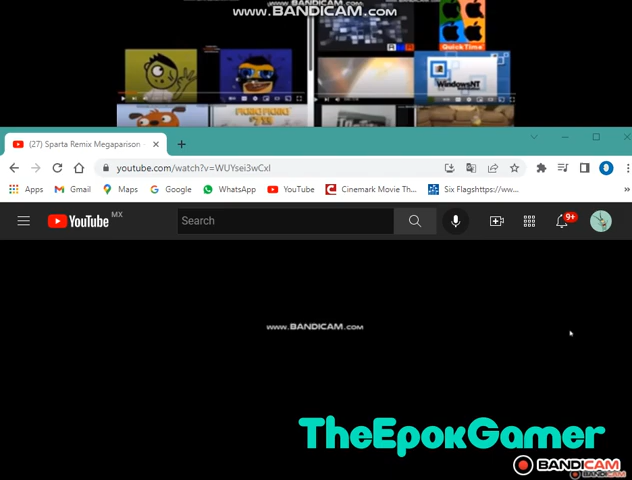 WWW.BANDICAM.COM
QuickTime
WindowsNT
(27) Sparta Remix Megaparison -
youtube.com/watch?v=WUYsei3wCxI
Apps Gmail Maps Google WhatsApp YouTube Cinemark Movie Th... Six Flagshttps://ww...
YouTube MX Search 9+
WWW.BANDICAM.COM
TheEpokGamer
BANDICAM
BANDICAM